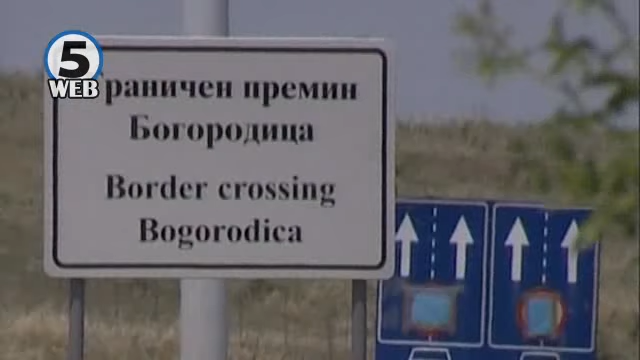 5
WEB
раничен премин
Богородица
Border crossing
Bogorodica